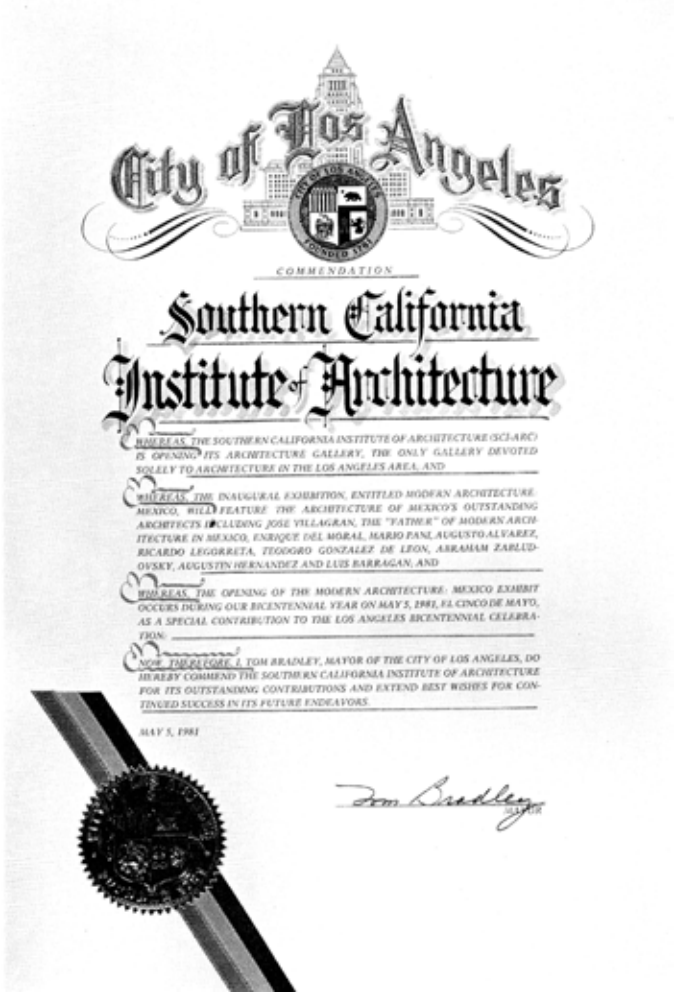 City of Los Angeles
CITY OF LOS ANGELES
FOUNDED 1781
COMMENDATION
Southern California
Institute of Architecture
WHEREAS, THE SOUTHERN CALIFORNIA INSTITUTE OF ARCHITECTURE (SCI-ARC)
IS OPENING ITS ARCHITECTURE GALLERY, THE ONLY GALLERY DEVOTED
SOLELY TO ARCHITECTURE IN THE LOS ANGELES AREA, AND
WHEREAS, THE INAUGURAL EXHIBITION, ENTITLED MODERN ARCHITECTURE:
MEXICO, WILL FEATURE THE ARCHITECTURE OF MEXICO'S OUTSTANDING
ARCHITECTS INCLUDING JOSE VILLAGRAN, THE "FATHER" OF MODERN ARCH-
ITECTURE IN MEXICO, ENRIQUE DEL MORAL, MARIO PANI, AUGUSTO ALVAREZ,
RICARDO LEGORRETA, TEODORO GONZALEZ DE LEON, ABRAHAM ZABLUD-
OVSKY, AUGUSTIN HERNANDEZ AND LUIS BARRAGAN, AND
WHEREAS, THE OPENING OF THE MODERN ARCHITECTURE: MEXICO EXHIBIT
OCCURS DURING OUR BICENTENNIAL YEAR ON MAY 5, 1981, EL CINCO DE MAYO,
AS A SPECIAL CONTRIBUTION TO THE LOS ANGELES BICENTENNIAL CELEBRA-
TION:
NOW, THEREFORE, I, TOM BRADLEY, MAYOR OF THE CITY OF LOS ANGELES, DO
HEREBY COMMEND THE SOUTHERN CALIFORNIA INSTITUTE OF ARCHITECTURE
FOR ITS OUTSTANDING CONTRIBUTIONS AND EXTEND BEST WISHES FOR CON-
TINUED SUCCESS IN ITS FUTURE ENDEAVORS.
MAY 5, 1981
Tom Bradley
MAYOR